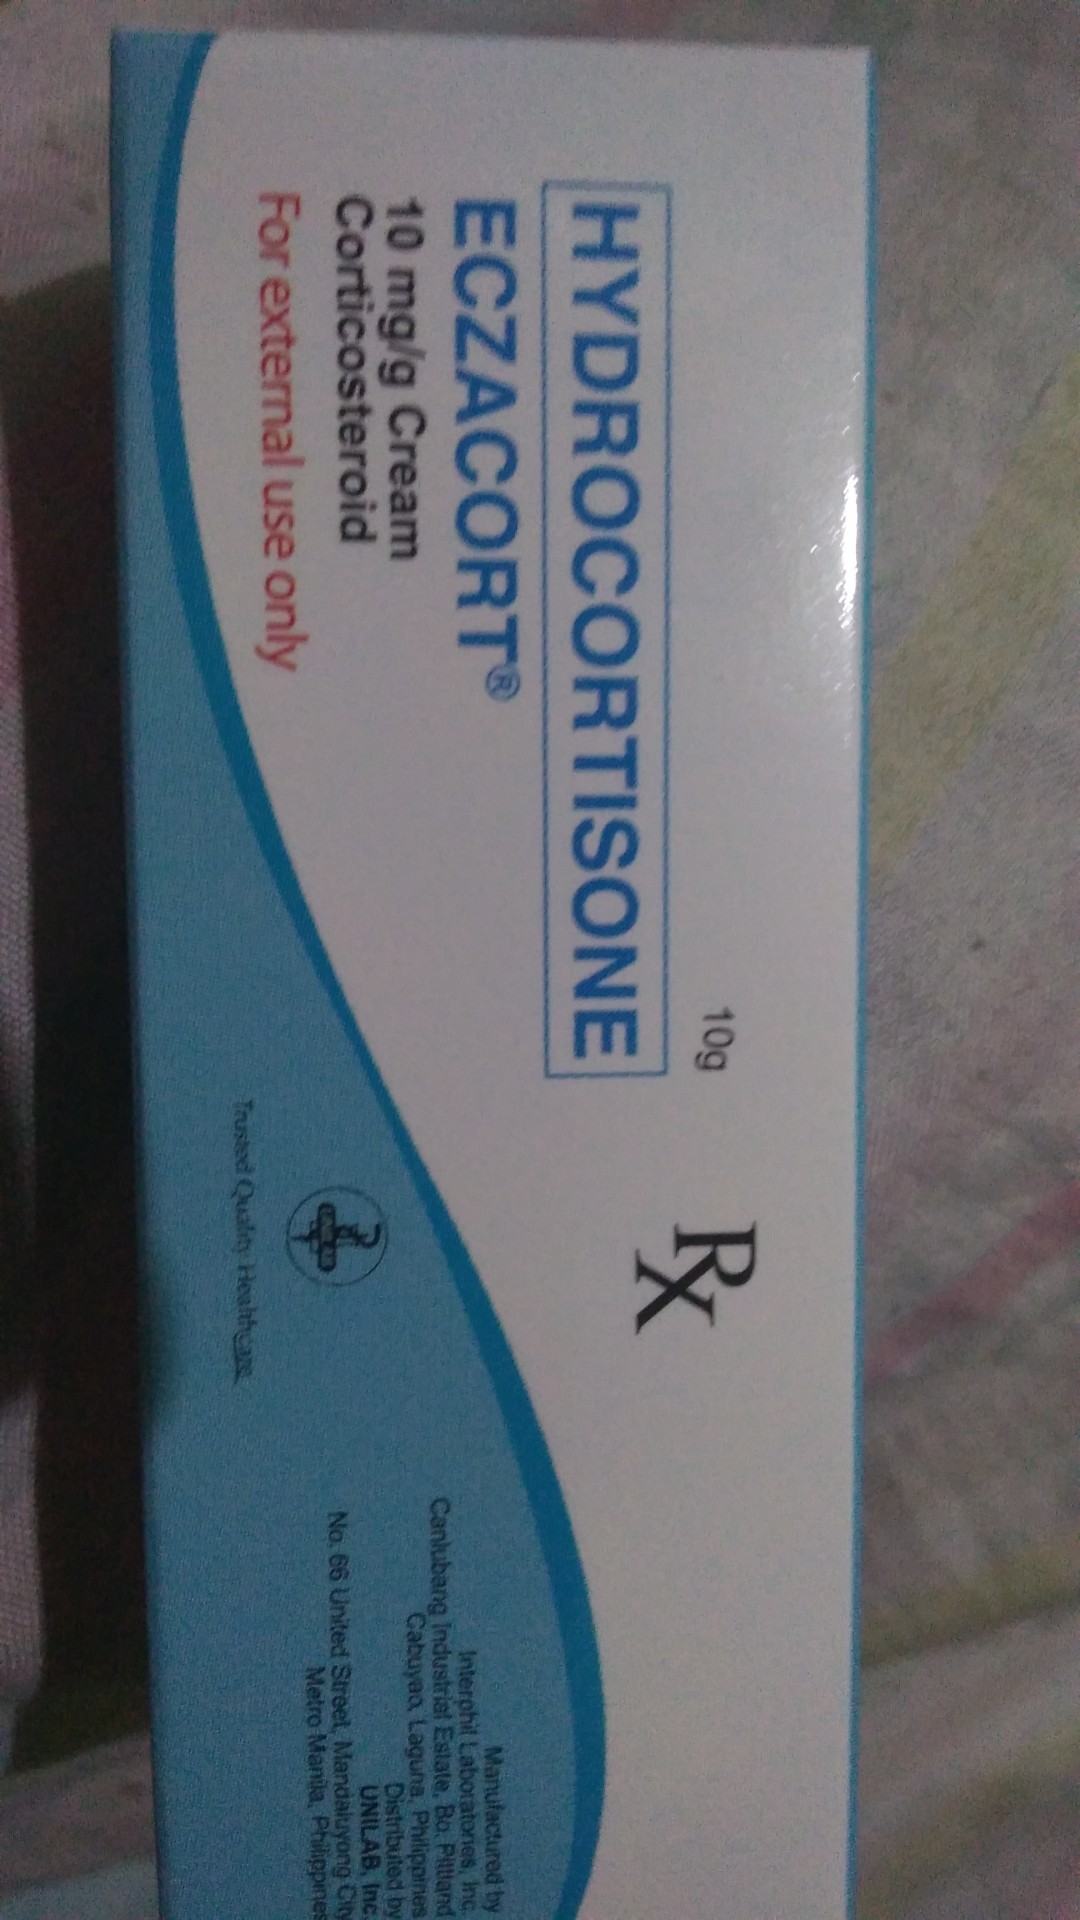 10g
Rx
HYDROCORTISONE
ECZACORT®
10 mg/g Cream
Corticosteroid
For external use only
UNILAB
Trusted Quality Healthcare
Manufactured by
Interphil Laboratories, Inc.
Canlubang Industrial Estate, Bo. Pittland
Cabuyao, Laguna, Philippines
Distributed by
UNILAB, Inc.
No. 66 United Street, Mandaluyong City
Metro Manila, Philippines